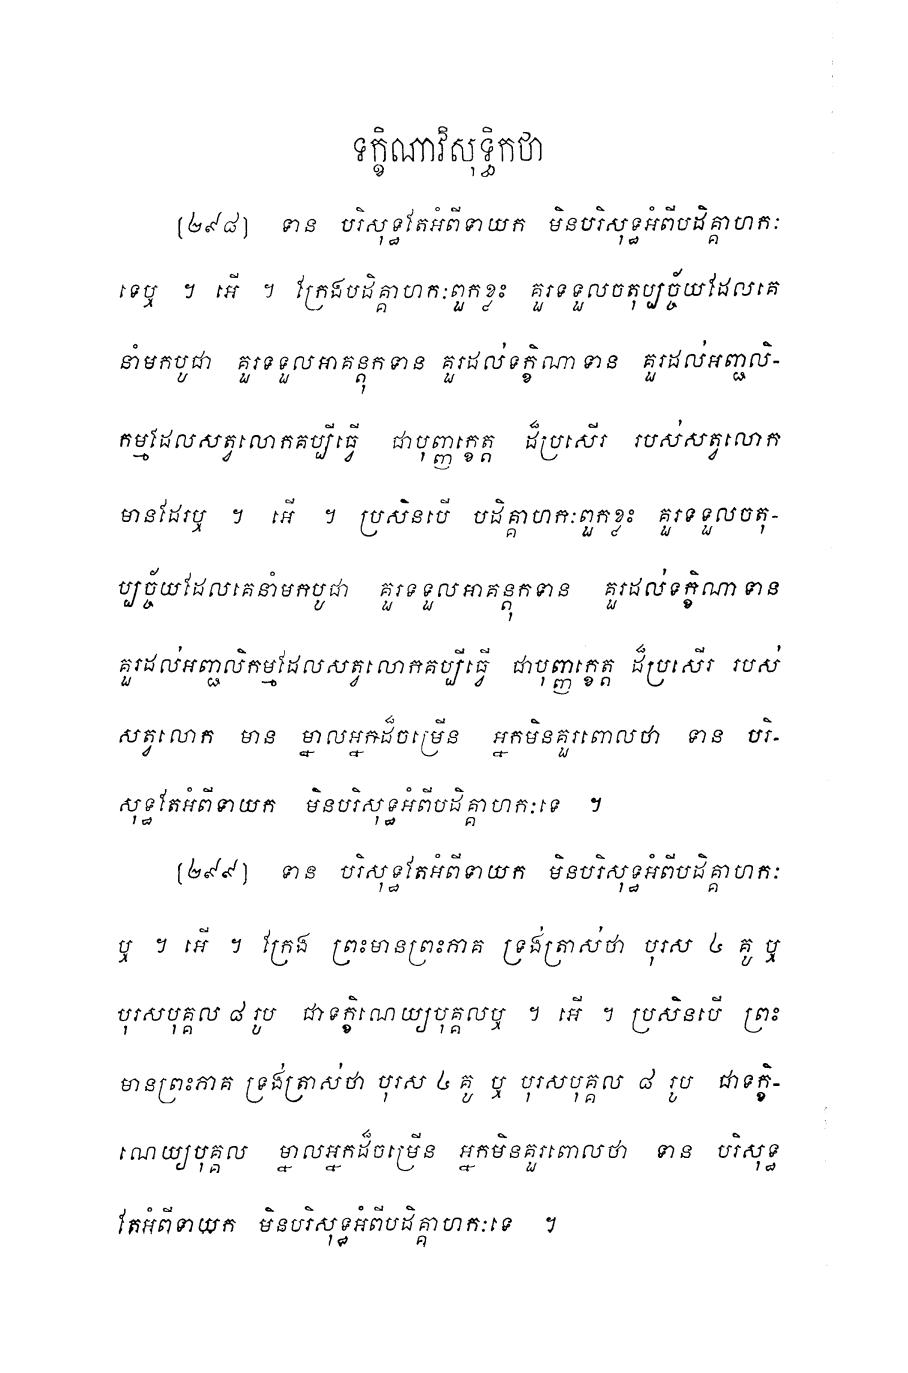 ទក្ខិណាវិសុទ្ធិកថា
(២៩៨) ទាន បរិសុទ្ធតែអំពីទាយក មិនបរិសុទ្ធអំពីបដិគ្គាហកៈ
ទេឬ ។ អើ ។ ក្រែងបដិគ្គាហកៈពួកខ្លះ គួរទទួលចតុប្បច្ច័យដែលគេ
នាំមកបូជា គួរទទួលអាគន្តុកទាន គួរដល់ទក្ខិណាទាន គួរដល់អញ្ជលិ-
កម្មដែលសត្វលោកគប្បីធ្វើ ជាបុញ្ញក្ខេត្ត ដ៏ប្រសើរ របស់សត្វលោក
មានដែរឬ ។ អើ ។ ប្រសិនបើ បដិគ្គាហកៈពួកខ្លះ គួរទទួលចតុ-
ប្បច្ច័យដែលគេនាំមកបូជា គួរទទួលអាគន្តុកទាន គួរដល់ទក្ខិណាទាន
គួរដល់អញ្ជលិកម្មដែលសត្វលោកគប្បីធ្វើ ជាបុញ្ញក្ខេត្ត ដ៏ប្រសើរ របស់
សត្វលោក មាន ម្នាលអ្នកដ៏ចម្រើន អ្នកមិនគួរពោលថា ទាន បរិ-
សុទ្ធតែអំពីទាយក មិនបរិសុទ្ធអំពីបដិគ្គាហកៈទេ ។
(២៩៩) ទាន បរិសុទ្ធតែអំពីទាយក មិនបរិសុទ្ធអំពីបដិគ្គាហកៈ
ឬ ។ អើ ។ ក្រែង ព្រះមានព្រះភាគ ទ្រង់ត្រាស់ថា បុរស ៤ គូ ឬ
បុរសបុគ្គល ៨ រូប ជាទក្ខិណេយ្យបុគ្គលឬ ។ អើ ។ ប្រសិនបើ ព្រះ
មានព្រះភាគ ទ្រង់ត្រាស់ថា បុរស ៤ គូ ឬ បុរសបុគ្គល ៨ រូប ជាទក្ខិ-
ណេយ្យបុគ្គល ម្នាលអ្នកដ៏ចម្រើន អ្នកមិនគួរពោលថា ទាន បរិសុទ្ធ
តែអំពីទាយក មិនបរិសុទ្ធអំពីបដិគ្គាហកៈទេ ។